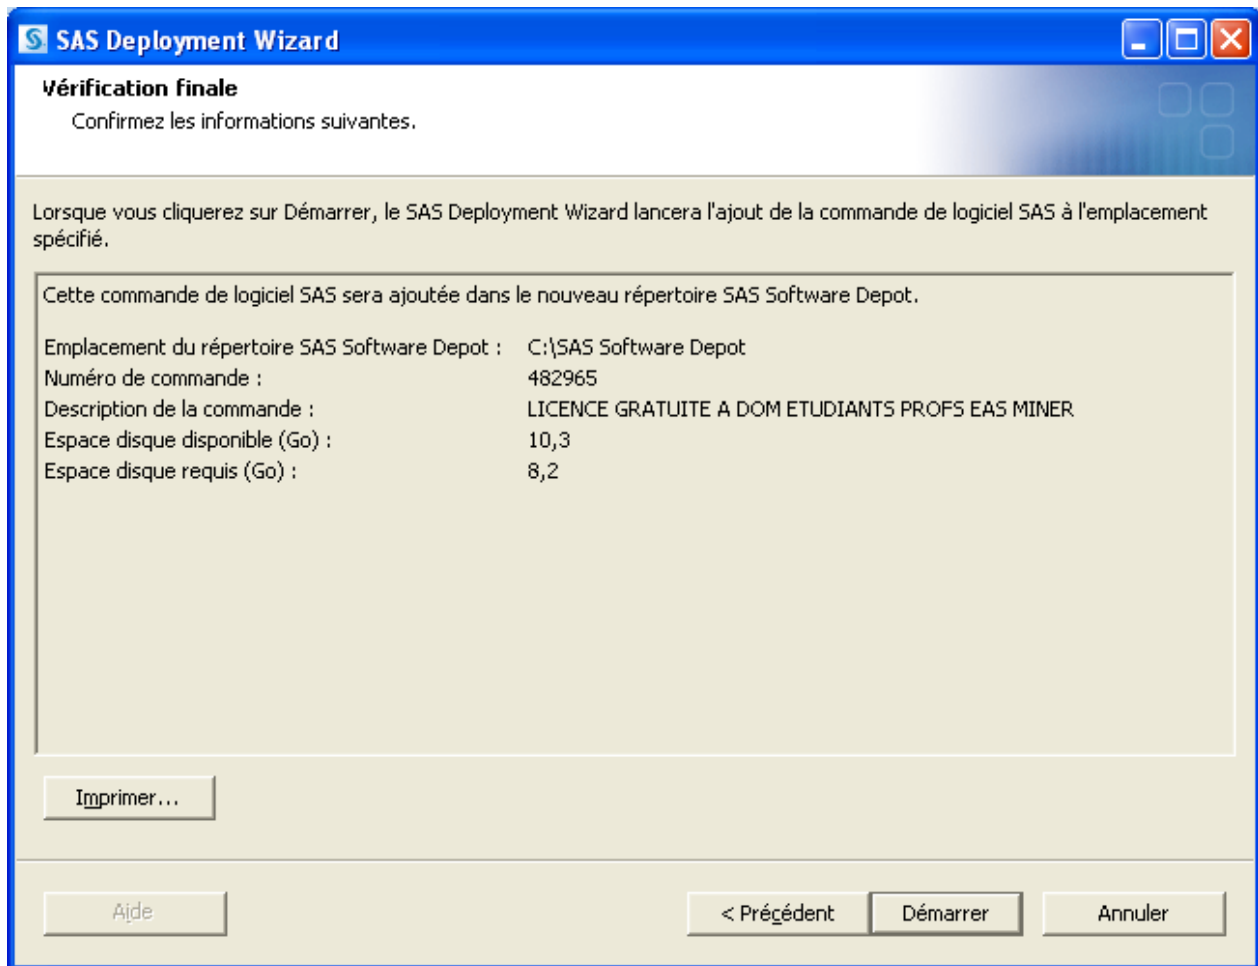 SAS Deployment Wizard
Vérification finale
Confirmez les informations suivantes.
Lorsque vous cliquerez sur Démarrer, le SAS Deployment Wizard lancera l'ajout de la commande de logiciel SAS à l'emplacement
spécifié.
Cette commande de logiciel SAS sera ajoutée dans le nouveau répertoire SAS Software Depot.
Emplacement du répertoire SAS Software Depot : C:\SAS Software Depot
Numéro de commande : 482965
Description de la commande : LICENCE GRATUITE A DOM ETUDIANTS PROFS EAS MINER
Espace disque disponible (Go) : 10,3
Espace disque requis (Go) : 8,2
Imprimer...
Aide < Précédent Démarrer Annuler